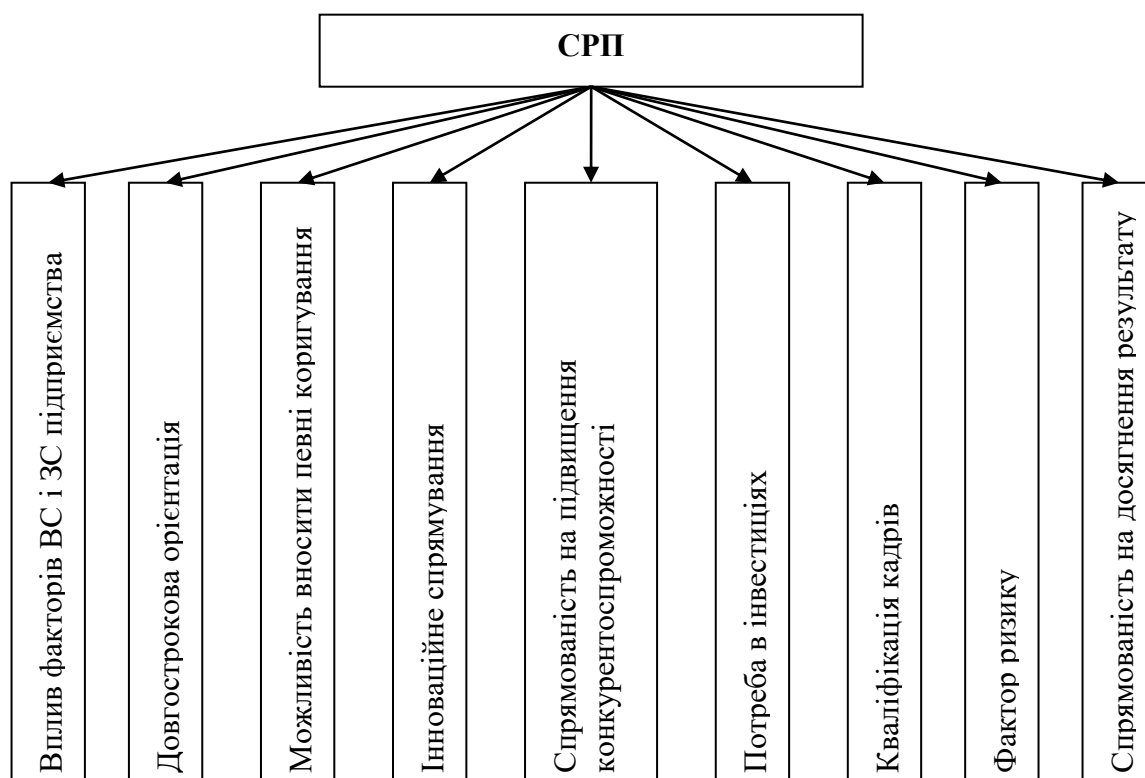 СРП
Вплив факторів ВС і ЗС підприємства
Довгострокова орієнтація
Можливість вносити певні коригування
Інноваційне спрямування
Спрямованість на підвищення
конкурентоспроможності
Потреба в інвестиціях
Кваліфікація кадрів
Фактор ризику
Спрямованість на досягнення результату